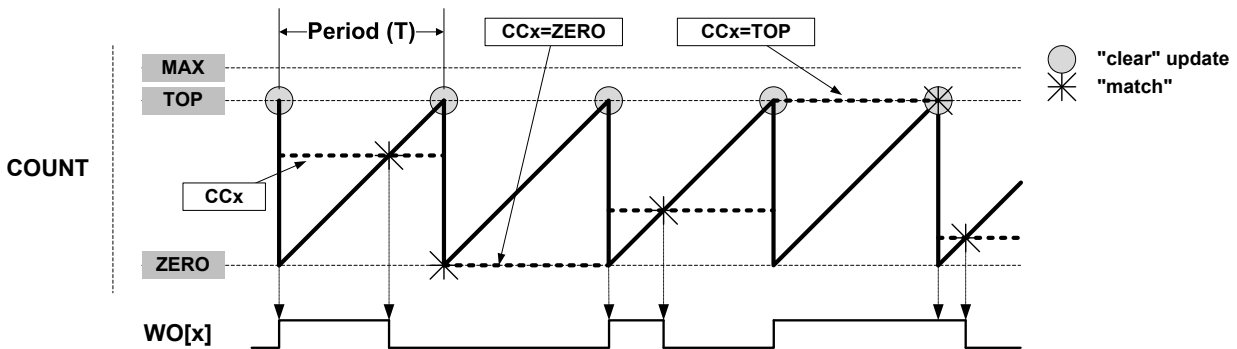 Period (T)
CCx=ZERO
CCx=TOP
"clear" update
"match"
MAX
TOP
COUNT
CCx
ZERO
WO[x]